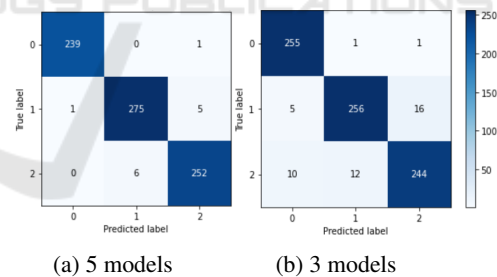 0 239 0 1
1 1 275 5
2 0 6 252
0 1 2
True label
Predicted label
(a) 5 models
0 255 1 1
1 5 256 16
2 10 12 244
0 1 2
True label
Predicted label
(b) 3 models
250
200
150
100
50